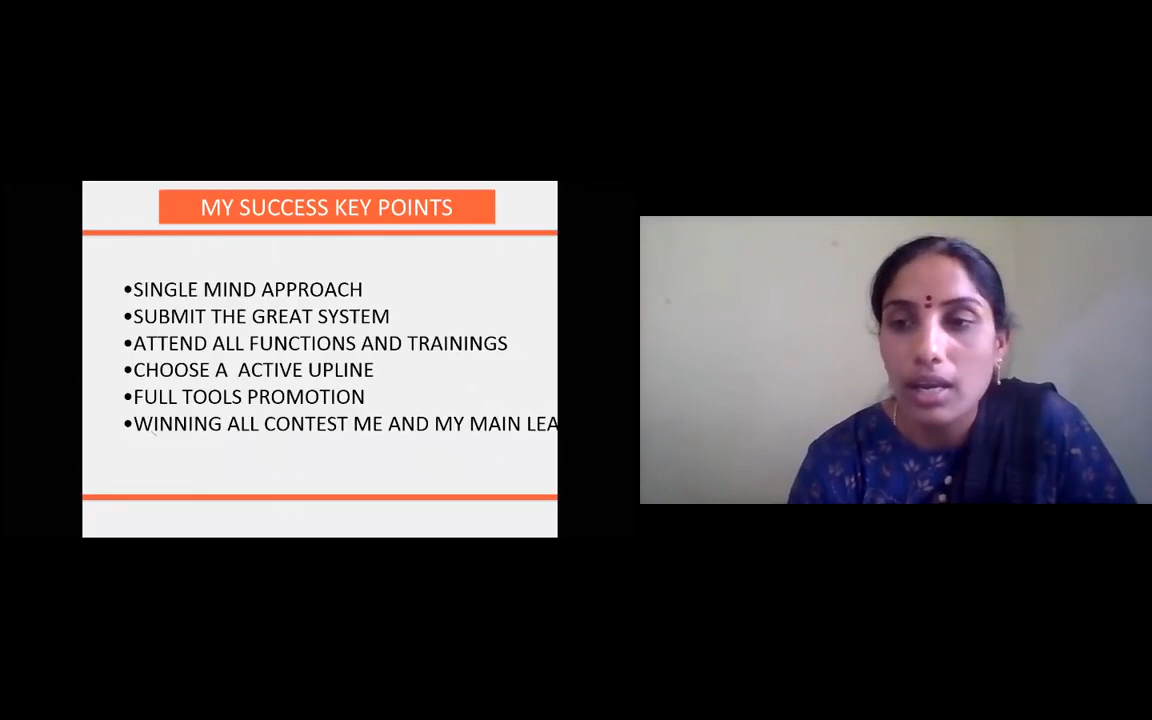 MY SUCCESS KEY POINTS
•SINGLE MIND APPROACH
•SUBMIT THE GREAT SYSTEM
•ATTEND ALL FUNCTIONS AND TRAININGS
•CHOOSE A  ACTIVE UPLINE
•FULL TOOLS PROMOTION
•WINNING ALL CONTEST ME AND MY MAIN LEA